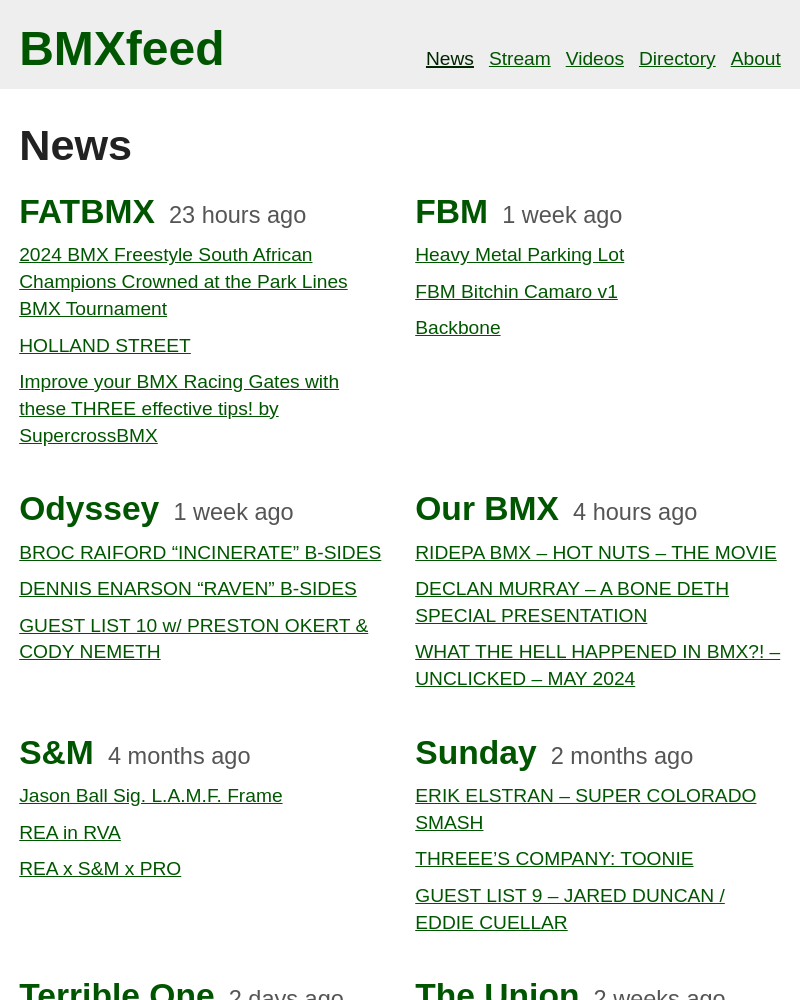 BMXfeed
News Stream Videos Directory About
News
FATBMX 23 hours ago
2024 BMX Freestyle South African
Champions Crowned at the Park Lines
BMX Tournament
HOLLAND STREET
Improve your BMX Racing Gates with
these THREE effective tips! by
SupercrossBMX
FBM 1 week ago
Heavy Metal Parking Lot
FBM Bitchin Camaro v1
Backbone
Odyssey 1 week ago
BROC RAIFORD “INCINERATE” B-SIDES
DENNIS ENARSON “RAVEN” B-SIDES
GUEST LIST 10 w/ PRESTON OKERT &
CODY NEMETH
Our BMX 4 hours ago
RIDEPA BMX – HOT NUTS – THE MOVIE
DECLAN MURRAY – A BONE DETH
SPECIAL PRESENTATION
WHAT THE HELL HAPPENED IN BMX?! –
UNCLICKED – MAY 2024
S&M 4 months ago
Jason Ball Sig. L.A.M.F. Frame
REA in RVA
REA x S&M x PRO
Sunday 2 months ago
ERIK ELSTRAN – SUPER COLORADO
SMASH
THREEE’S COMPANY: TOONIE
GUEST LIST 9 – JARED DUNCAN /
EDDIE CUELLAR
Terrible One 2 days ago
The Union 2 weeks ago